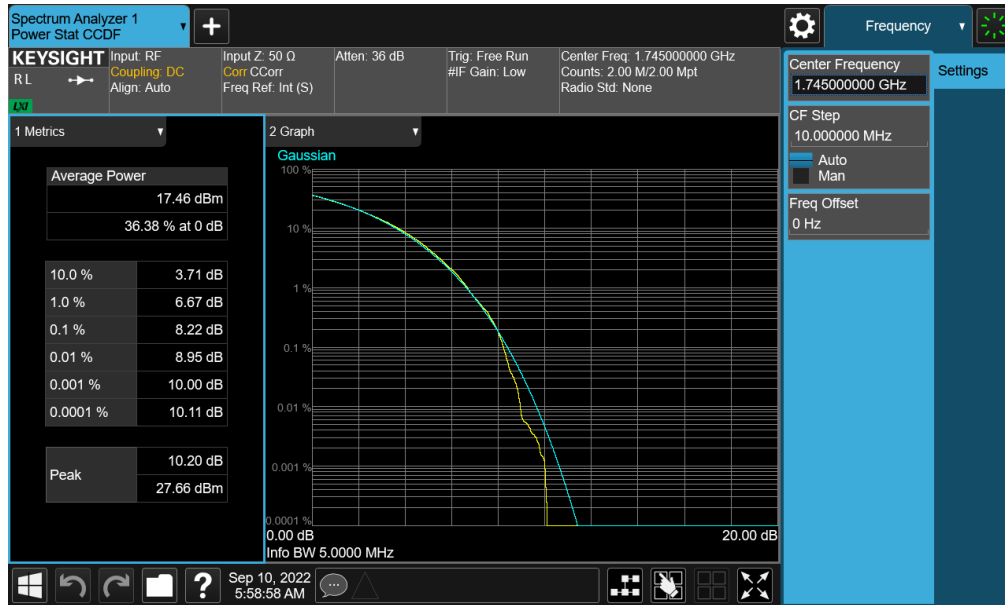 Spectrum Analyzer 1
Power Stat CCDF
+
Frequency
KEYSIGHT
R L
LXI
Input: RF
Coupling: DC
Align: Auto
Input Z: 50 Ω
Corr CCorr
Freq Ref: Int (S)
Atten: 36 dB
Trig: Free Run
#IF Gain: Low
Center Freq: 1.745000000 GHz
Counts: 2.00 M/2.00 Mpt
Radio Std: None
Center Frequency
1.745000000 GHz
Settings
CF Step
10.000000 MHz
Auto
Man
Freq Offset
0 Hz
1 Metrics
Average Power
17.46 dBm
36.38 % at 0 dB
10.0 % 3.71 dB
1.0 % 6.67 dB
0.1 % 8.22 dB
0.01 % 8.95 dB
0.001 % 10.00 dB
0.0001 % 10.11 dB
Peak 10.20 dB
27.66 dBm
2 Graph
Gaussian
100 %
10 %
1 %
0.1 %
0.01 %
0.001 %
0.0001 %
0.00 dB 20.00 dB
Info BW 5.0000 MHz
?
Sep 10, 2022
5:58:58 AM